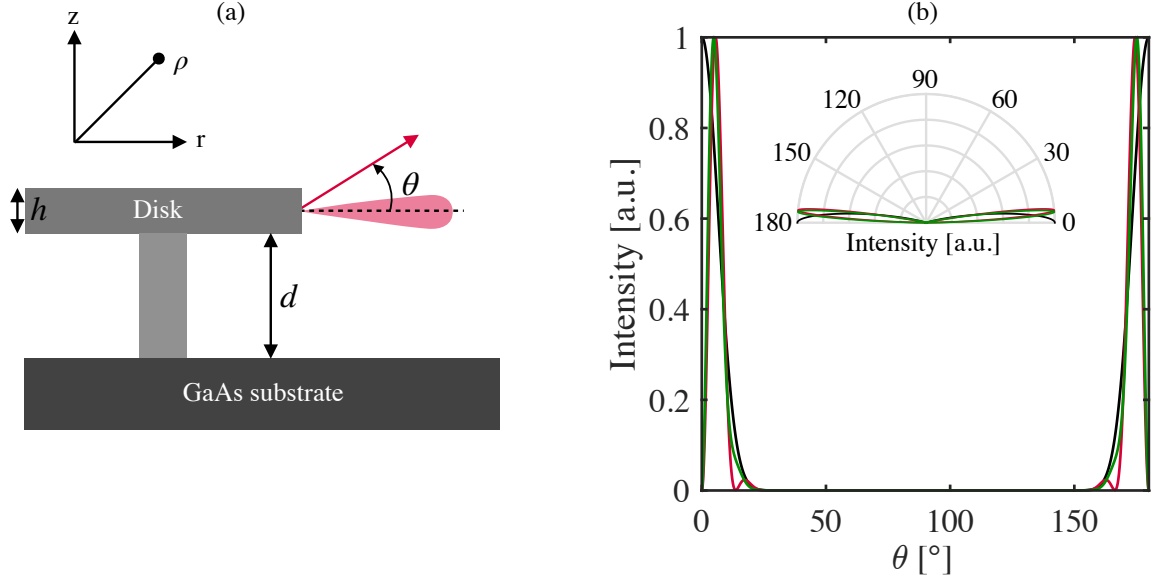 (a)
z
ρ
r
θ
h
Disk
d
GaAs substrate
(b)
1
0.8
0.6
0.4
0.2
0
Intensity [a.u.]
0
50
100
150
θ [°]
90
120
60
150
30
180
0
Intensity [a.u.]